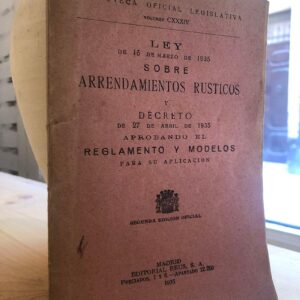 OTECA OFICIAL LEGISLATIVA
VOLUMEN CXXXIV
LEY
DE 15 DE MARZO DE 1935
SOBRE
ARRENDAMIENTOS RUSTICOS
Y
DECRETO
DE 27 DE ABRIL DE 1935
APROBANDO EL
REGLAMENTO Y MODELOS
PARA SU APLICACION
SEGUNDA EDICION OFICIAL
MADRID
EDITORIAL REUS, S. A.
1935